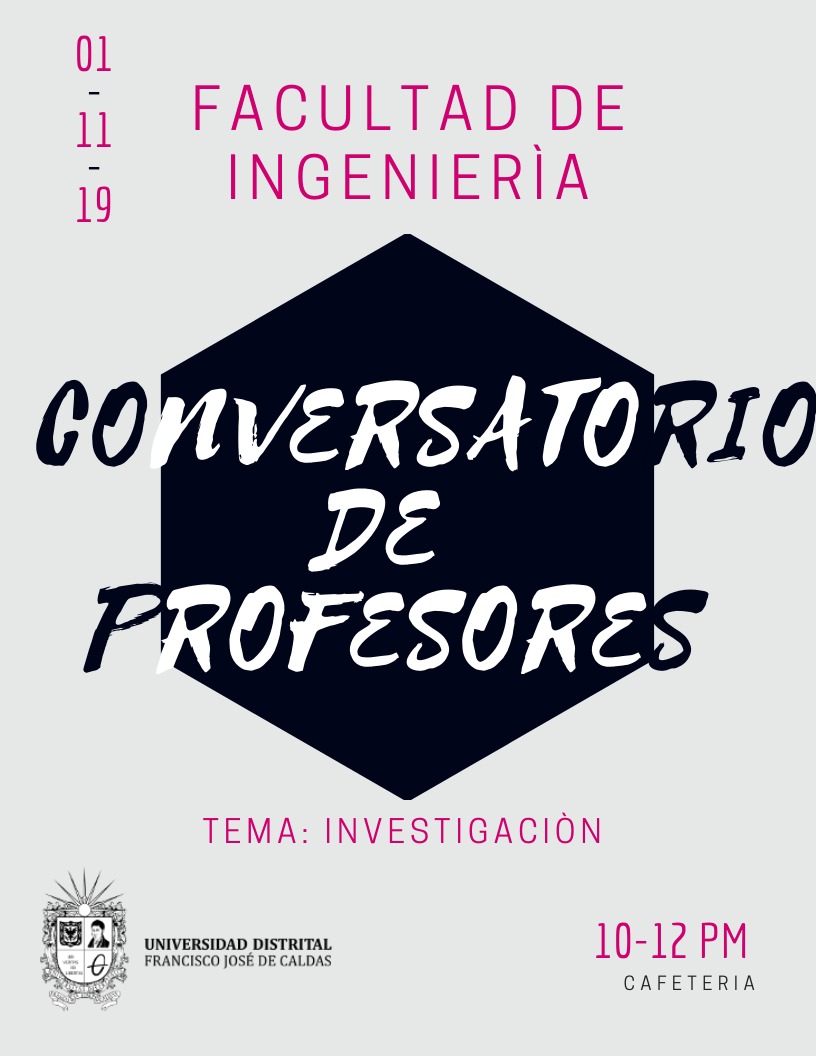 01
-
11
-
19
FACULTAD DE
INGENIERÌA
CONVERSATORIO
DE
PROFESORES
TEMA: INVESTIGACIÒN
UNIVERSIDAD DISTRITAL
FRANCISCO JOSÉ DE CALDAS
10-12 PM
CAFETERIA